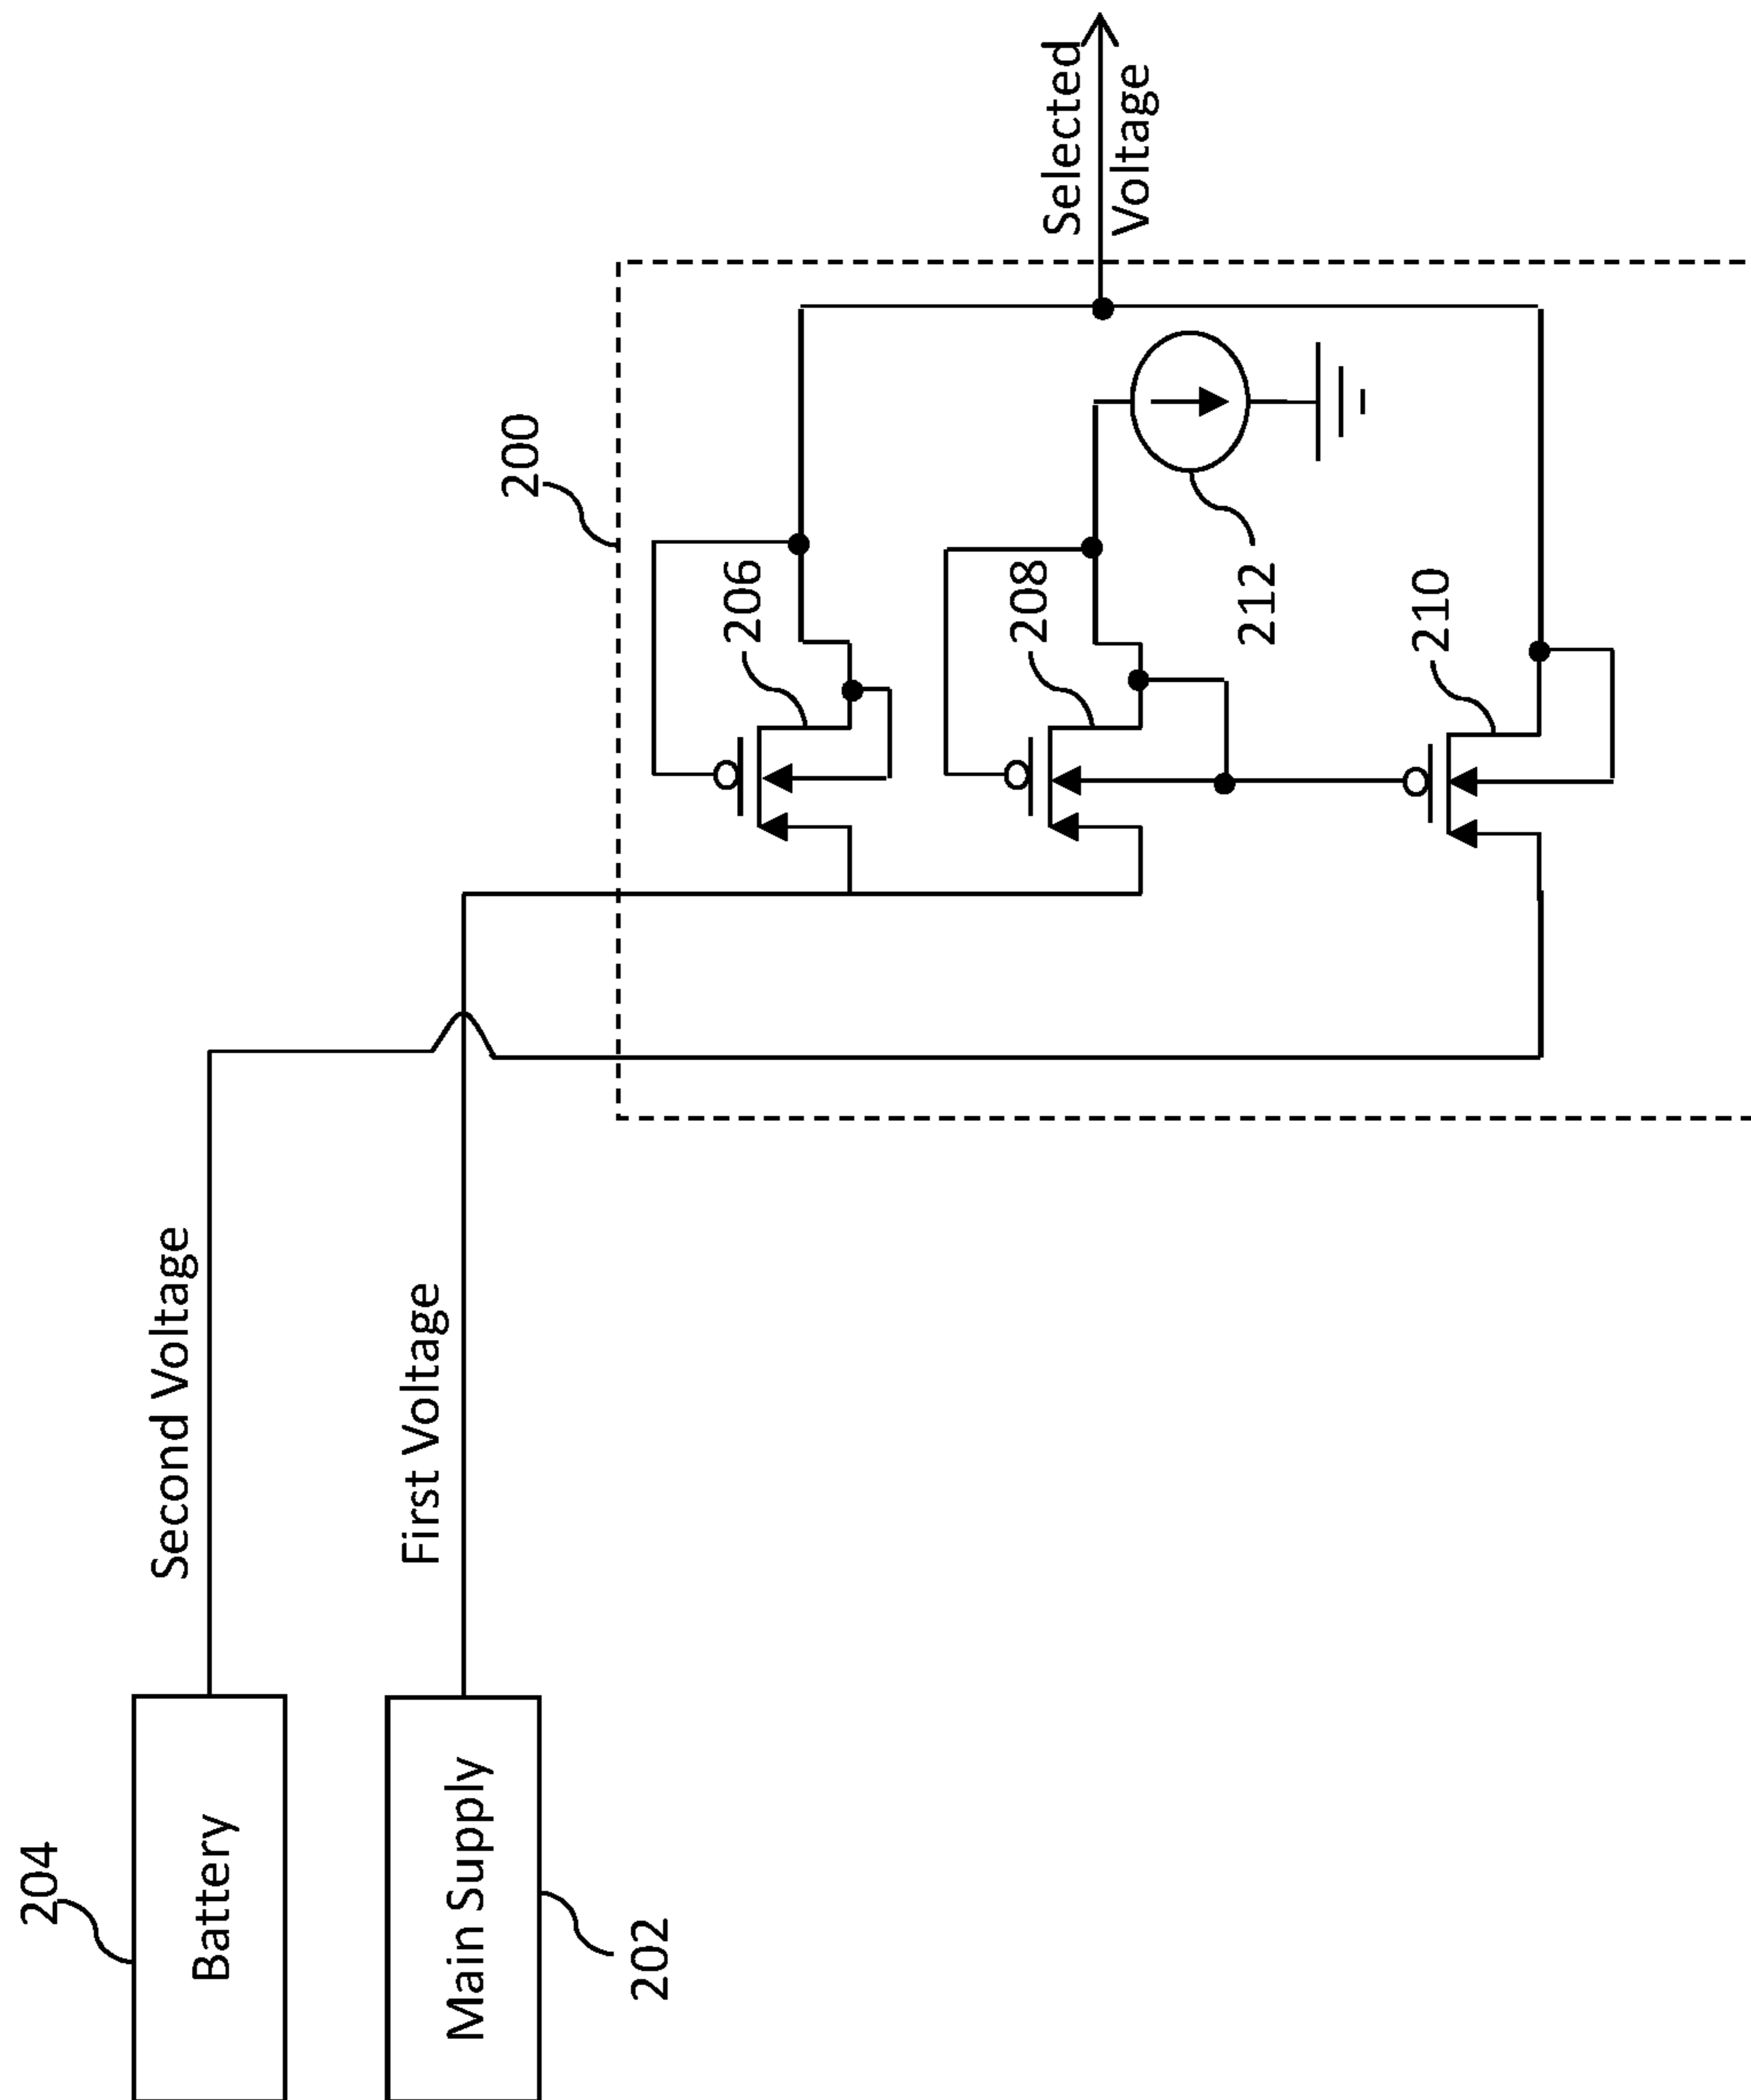 204
Battery
Second Voltage
202
Main Supply
First Voltage
200
206
208
212
210
Selected
Voltage